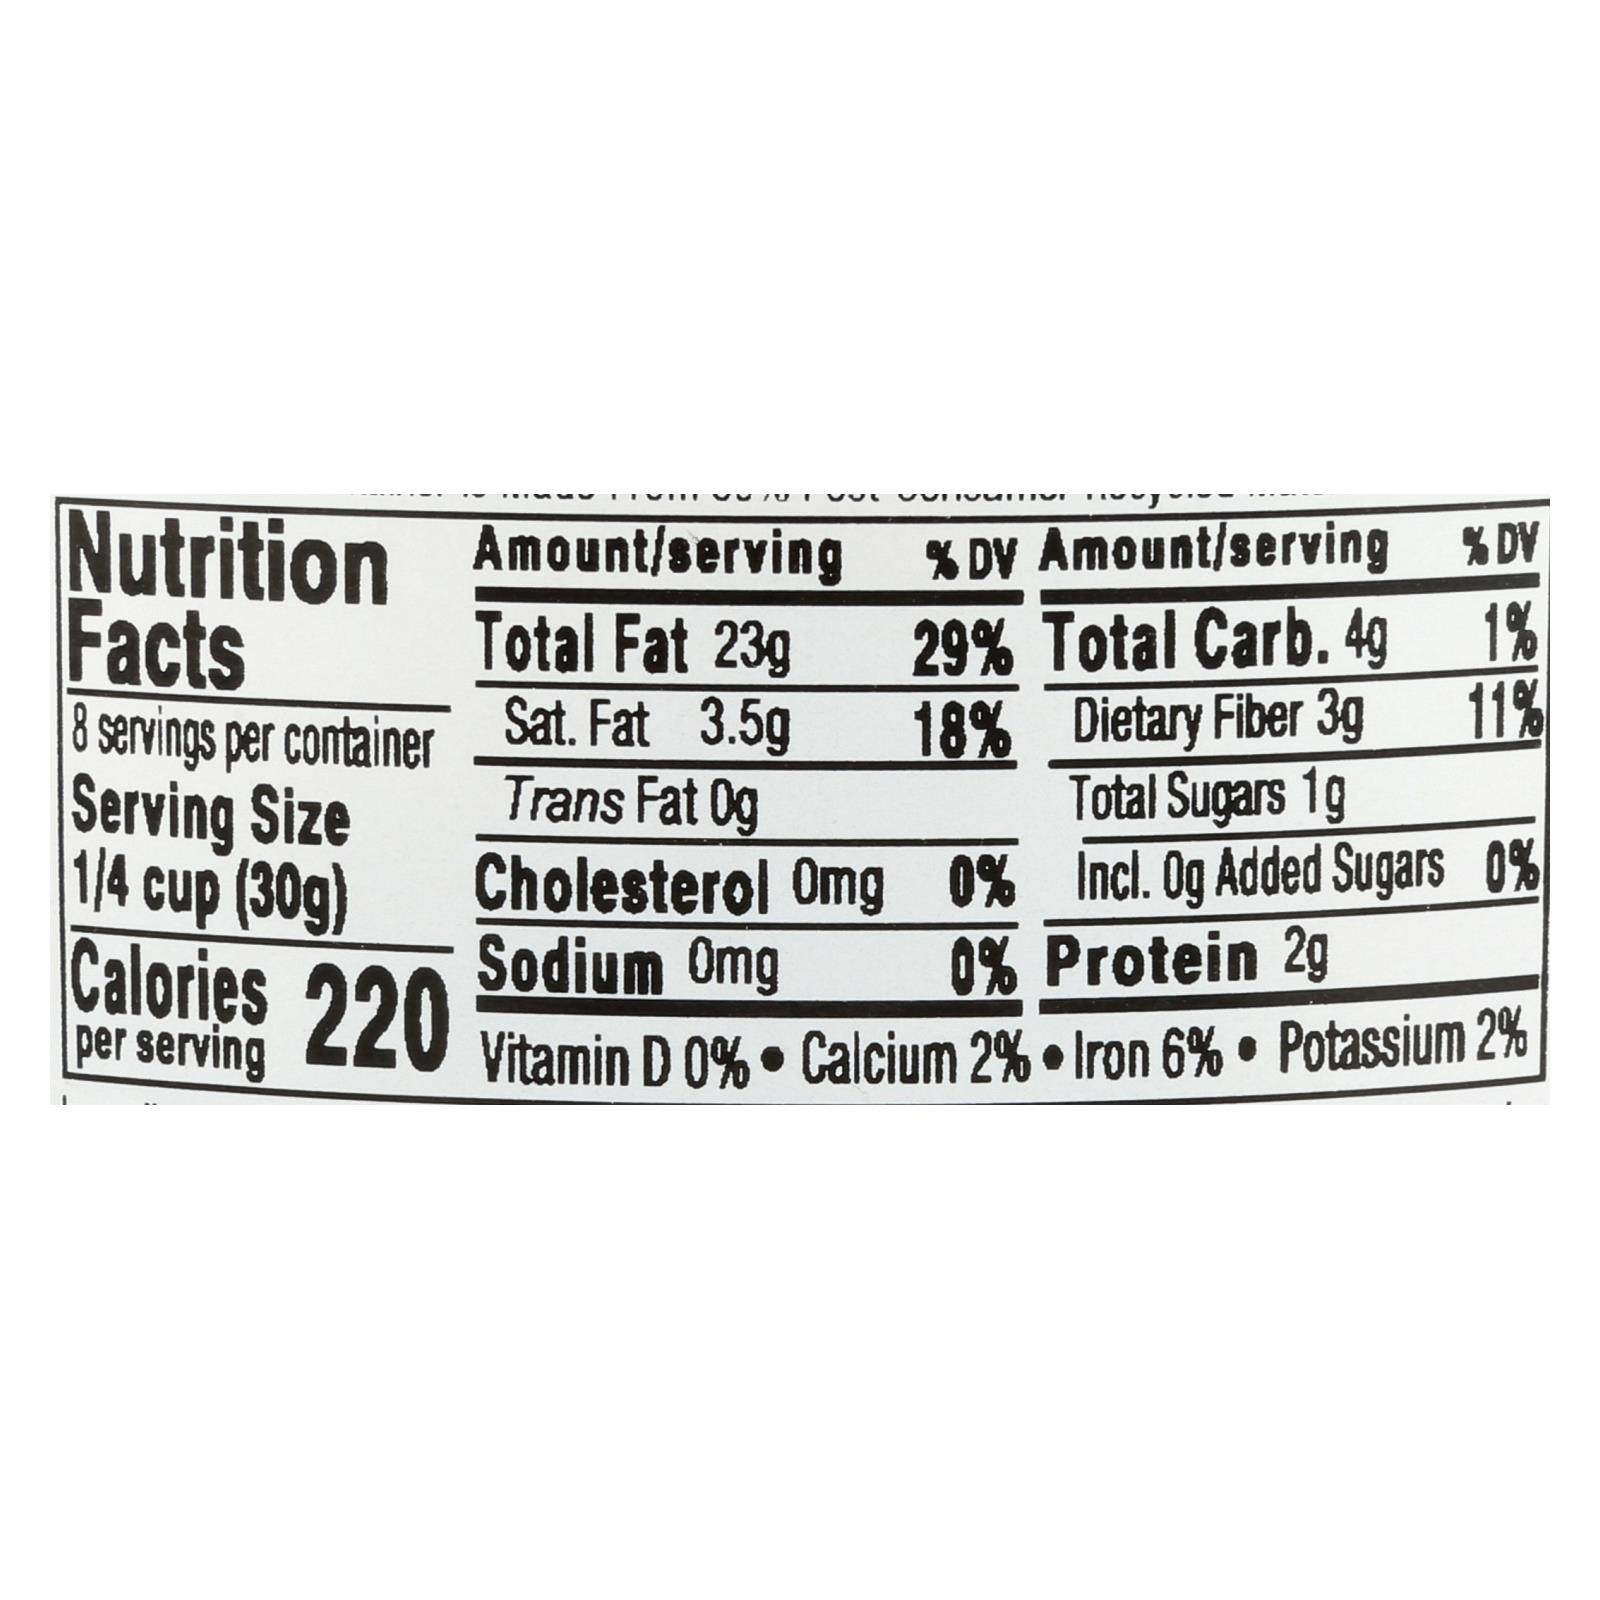 Nutrition
Facts
8 servings per container
Serving Size
1/4 cup (30g)
Calories 220
per serving
Amount/serving % DV
Total Fat 23g 29%
Sat. Fat 3.5g 18%
Trans Fat 0g
Cholesterol 0mg 0%
Sodium 0mg 0%
Amount/serving % DV
Total Carb. 4g 1%
Dietary Fiber 3g 11%
Total Sugars 1g
Incl. 0g Added Sugars 0%
Protein 2g
Vitamin D 0% • Calcium 2% • Iron 6% • Potassium 2%